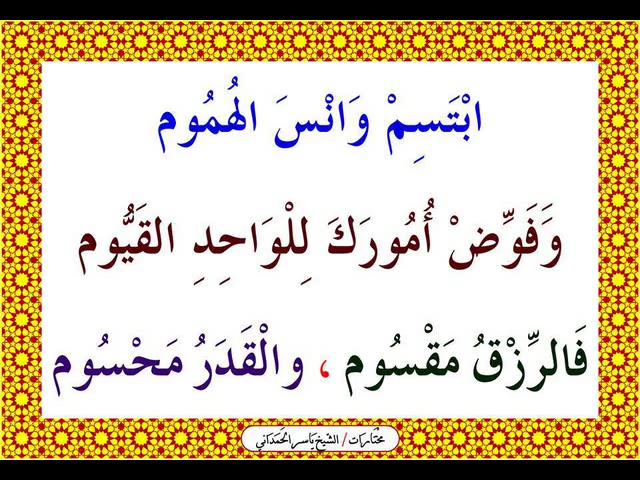 ابْتَسِمْ وَانْسَ الهُمُوم
وَفَوِّضْ أُمُورَكَ لِلْوَاحِدِ القَيُّوم
فَالرِّزْقُ مَقْسُوم ، والْقَدَرُ مَحْسُوم
مختارات / الشيخ ياسر الحمداني